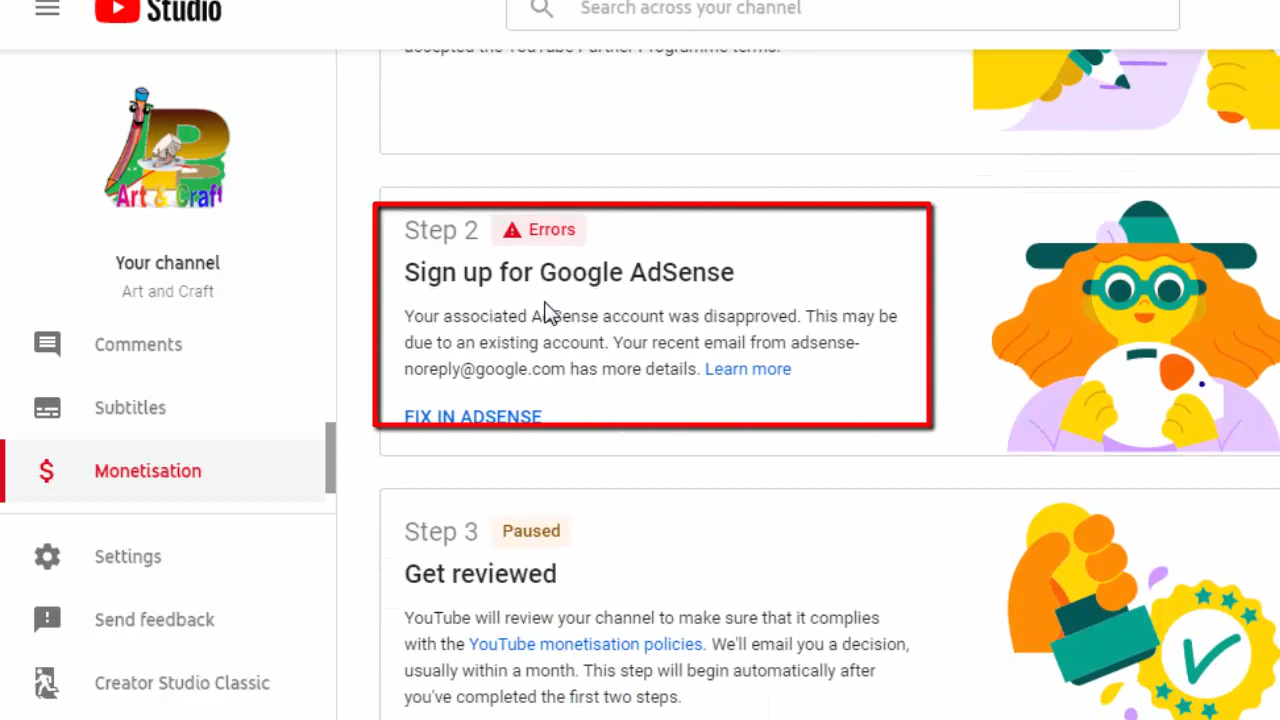 Studio
Search across your channel
accepted the YouTube Partner Programme terms.
Art & Craft
Your channel
Art and Craft
Comments
Subtitles
Monetisation
Settings
Send feedback
Creator Studio Classic
Step 2 Errors
Sign up for Google AdSense
Your associated AdSense account was disapproved. This may be
due to an existing account. Your recent email from adsense-
noreply@google.com has more details. Learn more
FIX IN ADSENSE
Step 3 Paused
Get reviewed
YouTube will review your channel to make sure that it complies
with the YouTube monetisation policies. We'll email you a decision,
usually within a month. This step will begin automatically after
you've completed the first two steps.